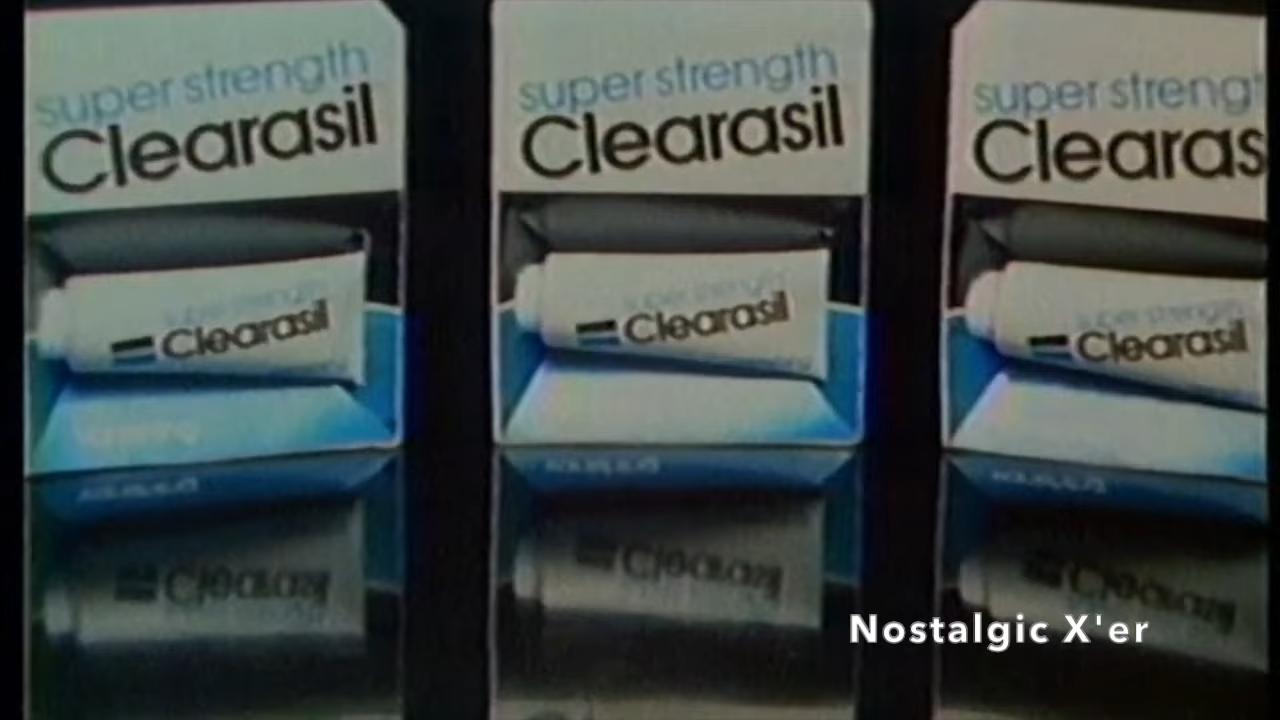 super strength
Clearasil
super strength
Clearasil
super strengt
Clearas
super strength
Clearasil
super strength
Clearasil
super strength
Clearasil
Nostalgic X'er